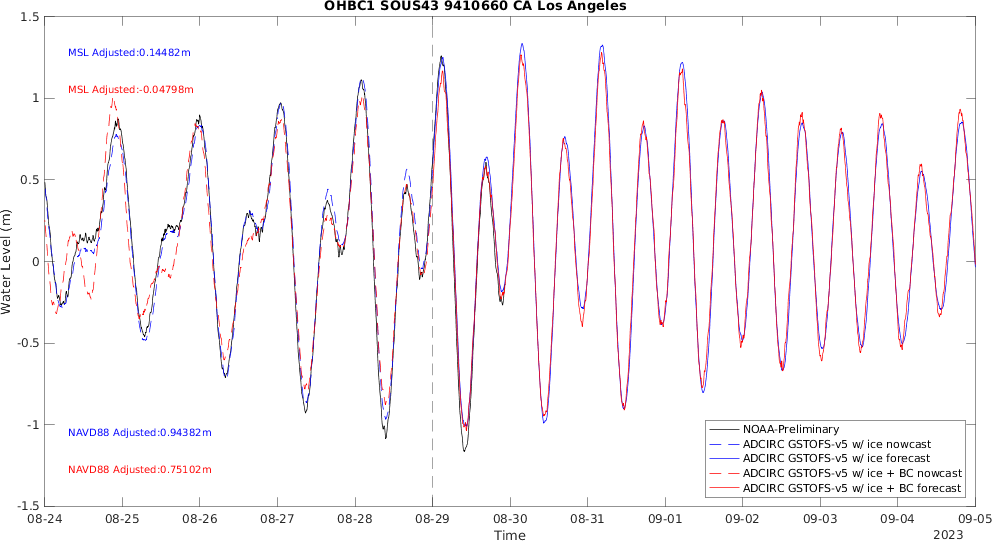 OHBC1 SOUS43 9410660 CA Los Angeles
1.5
1
0.5
0
-0.5
-1
-1.5
Water Level (m)
MSL Adjusted:0.14482m
MSL Adjusted:-0.04798m
NAVD88 Adjusted:0.94382m
NAVD88 Adjusted:0.75102m
NOAA-Preliminary
ADCIRC GSTOFS-v5 w/ ice nowcast
ADCIRC GSTOFS-v5 w/ ice forecast
ADCIRC GSTOFS-v5 w/ ice + BC nowcast
ADCIRC GSTOFS-v5 w/ ice + BC forecast
08-24 08-25 08-26 08-27 08-28 08-29 08-30 08-31 09-01 09-02 09-03 09-04 09-05
Time
2023